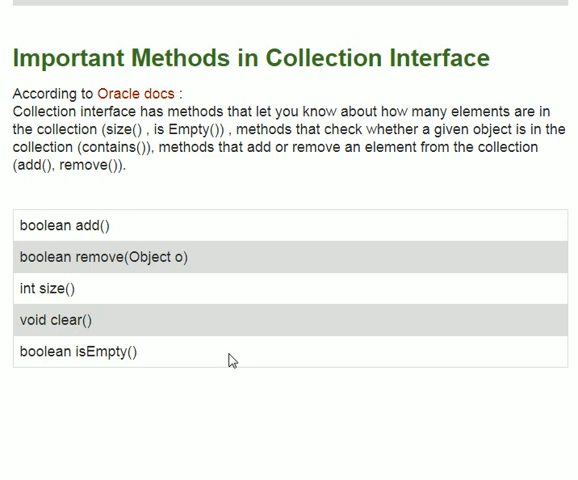 Important Methods in Collection Interface
According to Oracle docs :
Collection interface has methods that let you know about how many elements are in
the collection (size() , is Empty()) , methods that check whether a given object is in the
collection (contains()), methods that add or remove an element from the collection
(add(), remove()).
boolean add()
boolean remove(Object o)
int size()
void clear()
boolean isEmpty()